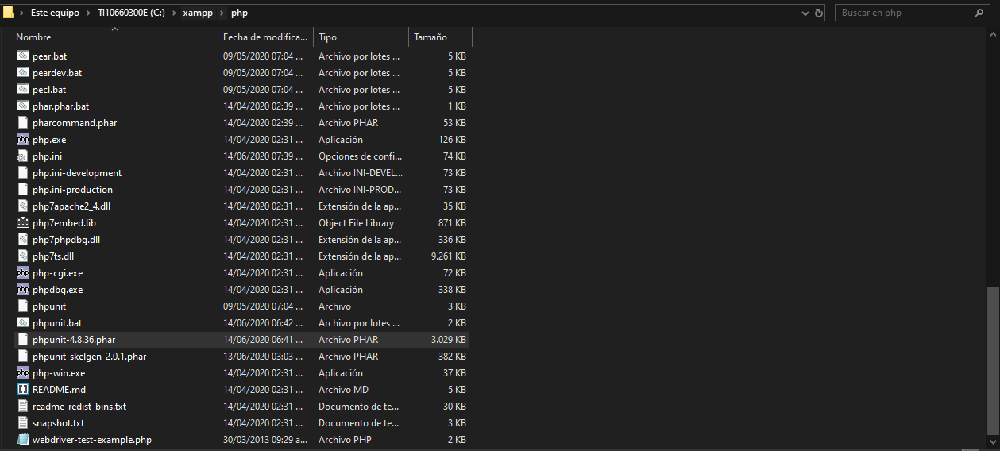 Este equipo > TI10660300E (C:) > xampp > php
Buscar en php
Nombre Fecha de modifica... Tipo Tamaño
pear.bat 09/05/2020 07:04 ... Archivo por lotes ... 5 KB
peardev.bat 09/05/2020 07:04 ... Archivo por lotes ... 5 KB
pecl.bat 09/05/2020 07:04 ... Archivo por lotes ... 5 KB
phar.phar.bat 14/04/2020 02:39 ... Archivo por lotes ... 1 KB
pharcommand.phar 14/04/2020 02:39 ... Archivo PHAR 53 KB
php.exe 14/04/2020 02:31 ... Aplicación 126 KB
php.ini 14/06/2020 07:39 ... Opciones de confi... 74 KB
php.ini-development 14/04/2020 02:31 ... Archivo INI-DEVEL... 73 KB
php.ini-production 14/04/2020 02:31 ... Archivo INI-PROD... 73 KB
php7apache2_4.dll 14/04/2020 02:31 ... Extensión de la ap... 35 KB
php7embed.lib 14/04/2020 02:31 ... Object File Library 871 KB
php7phpdbg.dll 14/04/2020 02:31 ... Extensión de la ap... 336 KB
php7ts.dll 14/04/2020 02:31 ... Extensión de la ap... 9.261 KB
php-cgi.exe 14/04/2020 02:31 ... Aplicación 72 KB
phpdbg.exe 14/04/2020 02:31 ... Aplicación 338 KB
phpunit 09/05/2020 07:04 ... Archivo 3 KB
phpunit.bat 14/06/2020 06:42 ... Archivo por lotes ... 2 KB
phpunit-4.8.36.phar 14/06/2020 06:41 ... Archivo PHAR 3.029 KB
phpunit-skelgen-2.0.1.phar 13/06/2020 03:03 ... Archivo PHAR 382 KB
php-win.exe 14/04/2020 02:31 ... Aplicación 37 KB
README.md 14/04/2020 02:31 ... Archivo MD 5 KB
readme-redist-bins.txt 14/04/2020 02:31 ... Documento de te... 30 KB
snapshot.txt 14/04/2020 02:31 ... Documento de te... 3 KB
webdriver-test-example.php 30/03/2013 09:29 a... Archivo PHP 2 KB